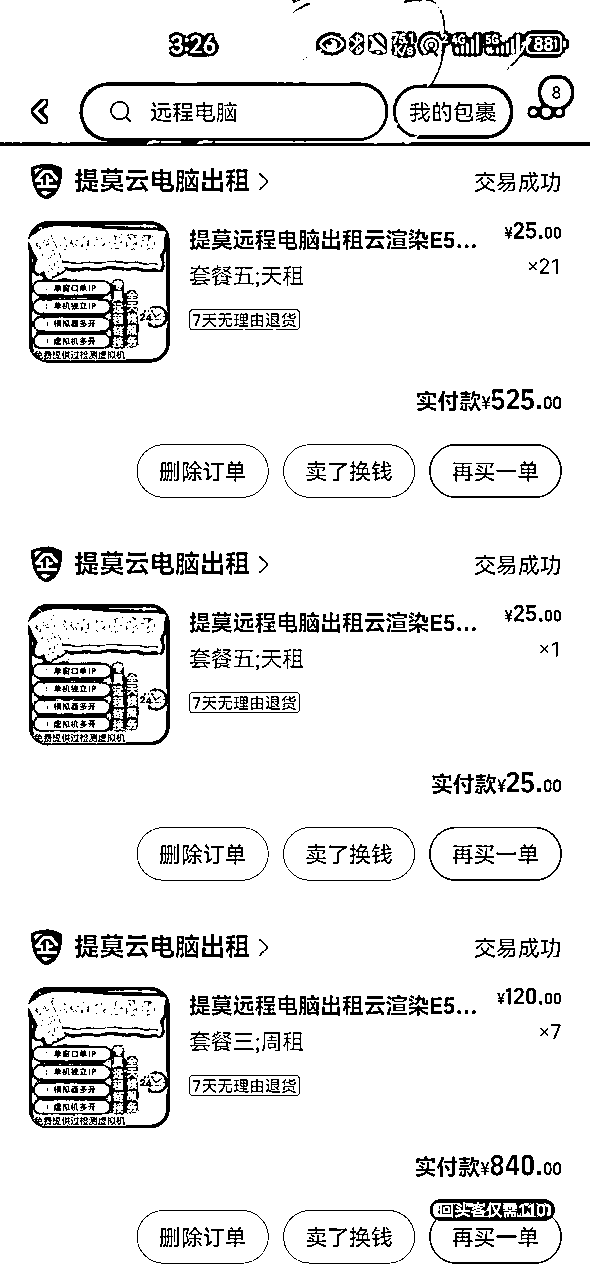 3:26
远程电脑
我的包裹
8
提莫云电脑出租
交易成功
提莫远程电脑出租云渲染E5...
¥25.00
套餐五;天租
×21
7天无理由退货
单窗口单IP
单机独立IP
模拟器多开
虚拟机多开
免费提供过检测虚拟机
实付款¥525.00
删除订单
卖了换钱
再买一单
提莫云电脑出租
交易成功
提莫远程电脑出租云渲染E5...
¥25.00
套餐五;天租
×1
7天无理由退货
单窗口单IP
单机独立IP
模拟器多开
虚拟机多开
免费提供过检测虚拟机
实付款¥25.00
删除订单
卖了换钱
再买一单
提莫云电脑出租
交易成功
提莫远程电脑出租云渲染E5...
¥120.00
套餐三;周租
×7
7天无理由退货
单窗口单IP
单机独立IP
模拟器多开
虚拟机多开
免费提供过检测虚拟机
实付款¥840.00
回头客仅需
删除订单
卖了换钱
再买一单